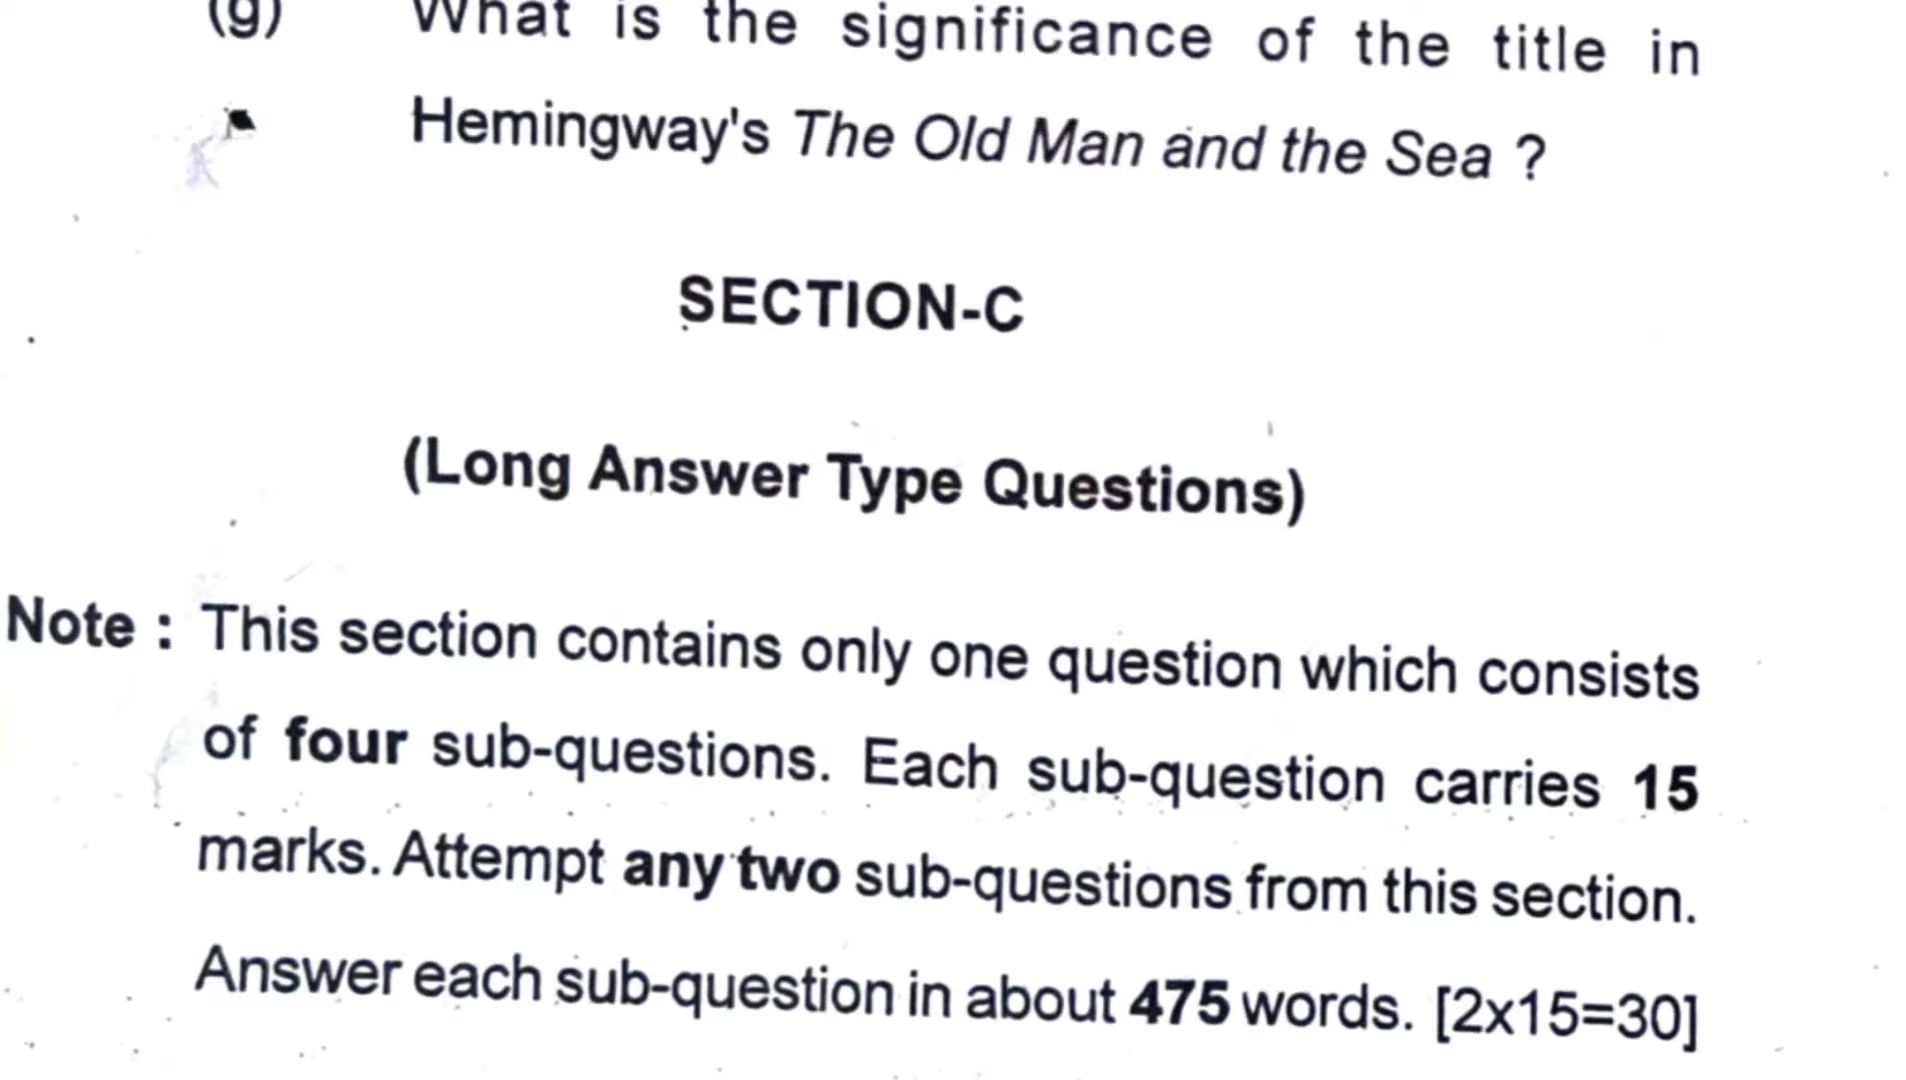 (g) What is the significance of the title in
Hemingway's The Old Man and the Sea ?
SECTION-C
(Long Answer Type Questions)
Note : This section contains only one question which consists
of four sub-questions. Each sub-question carries 15
marks. Attempt any two sub-questions from this section.
Answer each sub-question in about 475 words. [2x15=30]